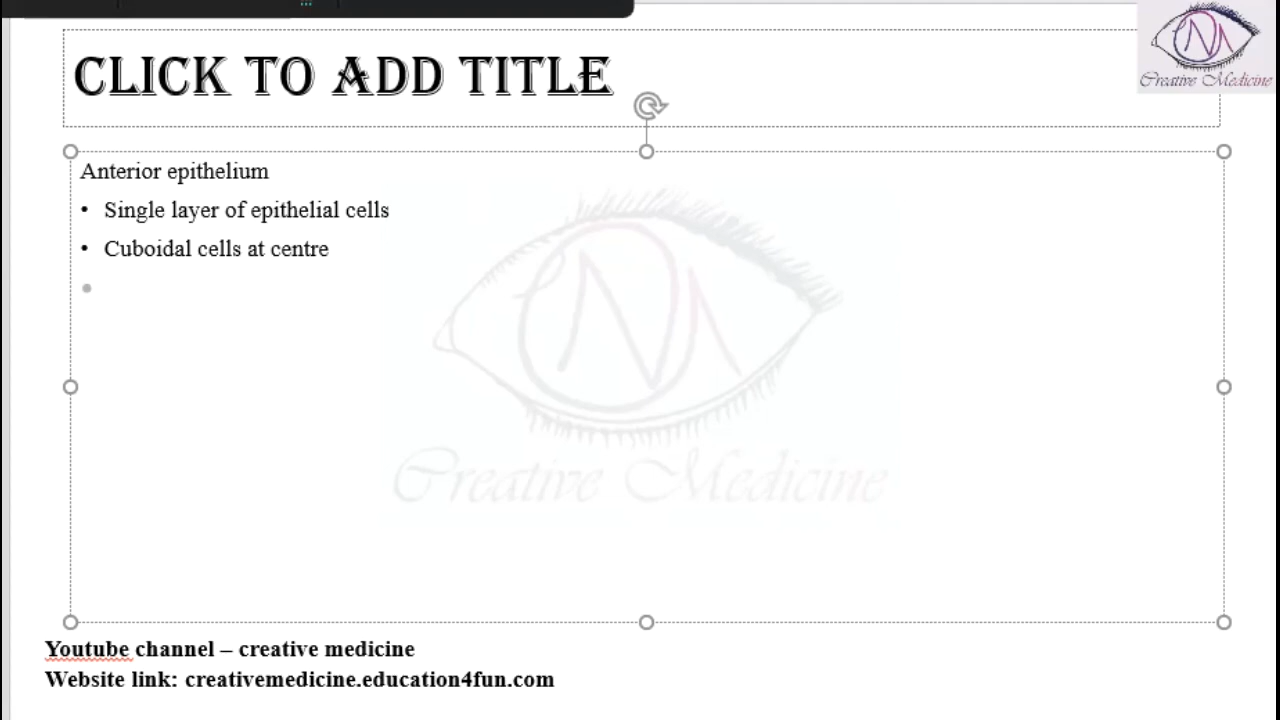 CLICK TO ADD TITLE
Creative Medicine
Anterior epithelium
• Single layer of epithelial cells
• Cuboidal cells at centre
•
Creative Medicine
Youtube channel – creative medicine
Website link: creativemedicine.education4fun.com